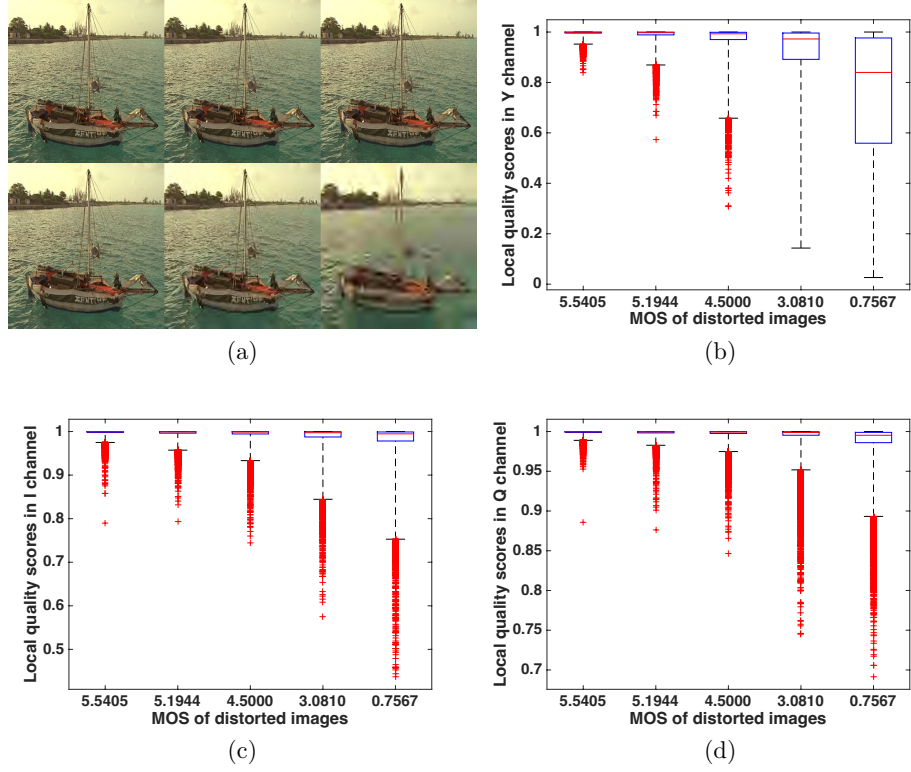 (a)
Local quality scores in Y channel
1
0.8
0.6
0.4
0.2
0
5.5405 5.1944 4.5000 3.0810 0.7567
MOS of distorted images
(b)
Local quality scores in I channel
1
0.9
0.8
0.7
0.6
0.5
5.5405 5.1944 4.5000 3.0810 0.7567
MOS of distorted images
(c)
Local quality scores in Q channel
1
0.95
0.9
0.85
0.8
0.75
0.7
5.5405 5.1944 4.5000 3.0810 0.7567
MOS of distorted images
(d)